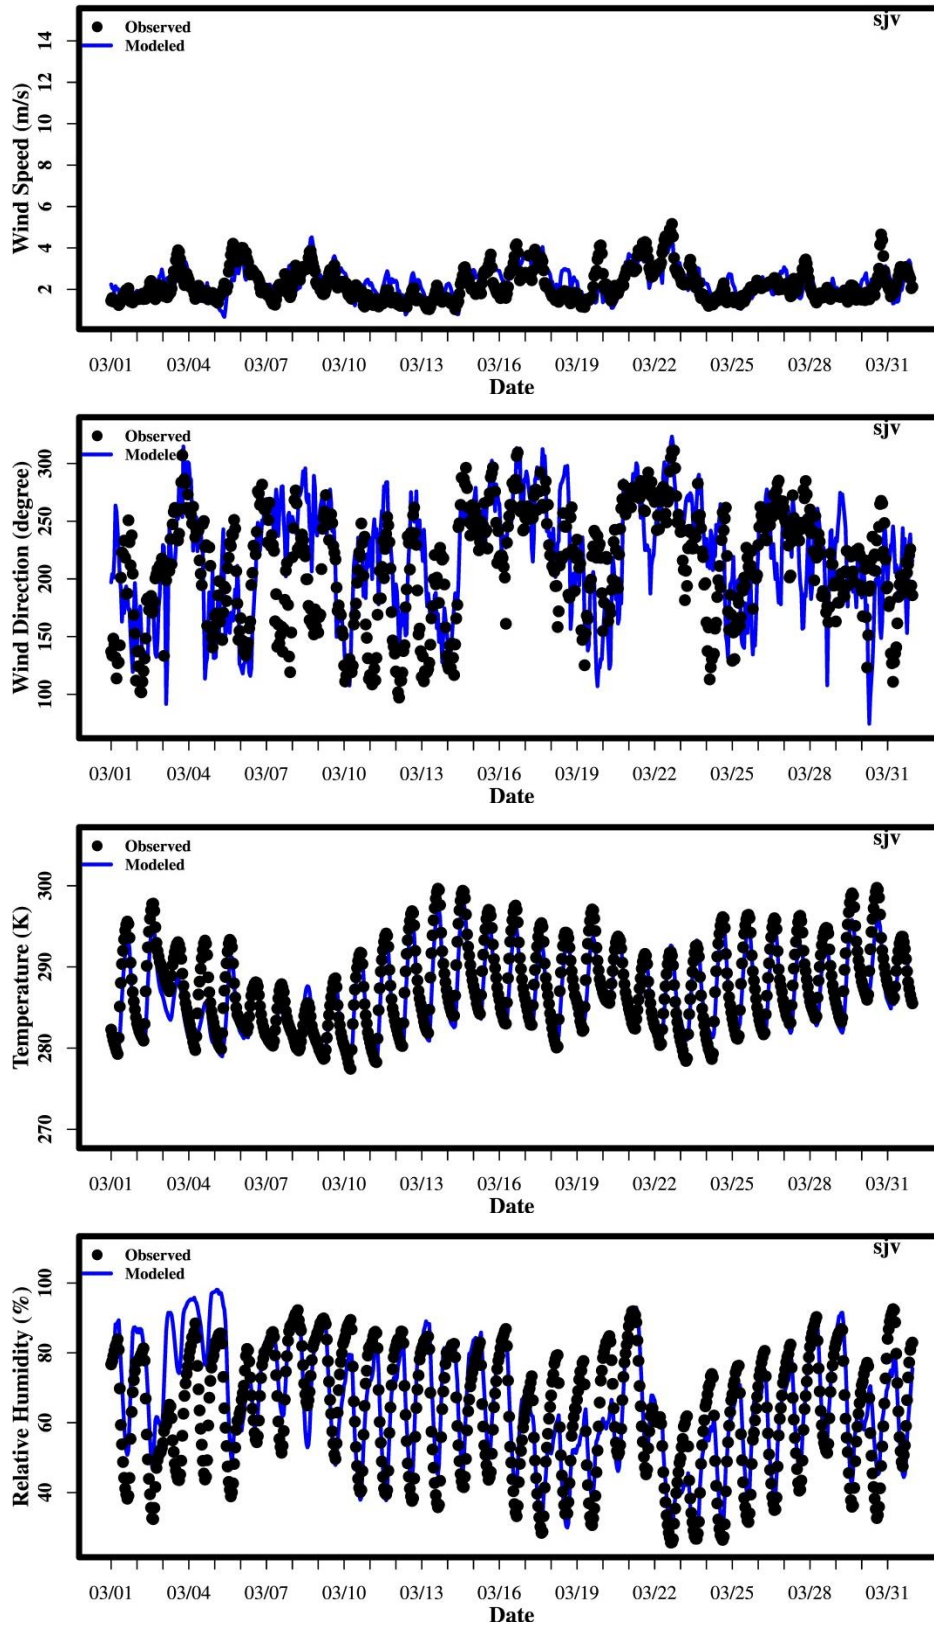 sjv
Observed
Modeled
Wind Speed (m/s)
14
12
10
8
6
4
2
03/01 03/04 03/07 03/10 03/13 03/16 03/19 03/22 03/25 03/28 03/31
Date
sjv
Observed
Modeled
Wind Direction (degree)
300
250
200
150
100
03/01 03/04 03/07 03/10 03/13 03/16 03/19 03/22 03/25 03/28 03/31
Date
sjv
Observed
Modeled
Temperature (K)
300
290
280
270
03/01 03/04 03/07 03/10 03/13 03/16 03/19 03/22 03/25 03/28 03/31
Date
sjv
Observed
Modeled
Relative Humidity (%)
100
80
60
40
03/01 03/04 03/07 03/10 03/13 03/16 03/19 03/22 03/25 03/28 03/31
Date